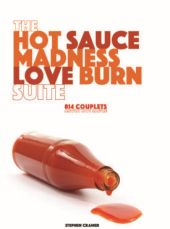 THE
HOT SAUCE
MADNESS
LOVE BURN
SUITE
814 COUPLETS
STEPHEN CRAMER